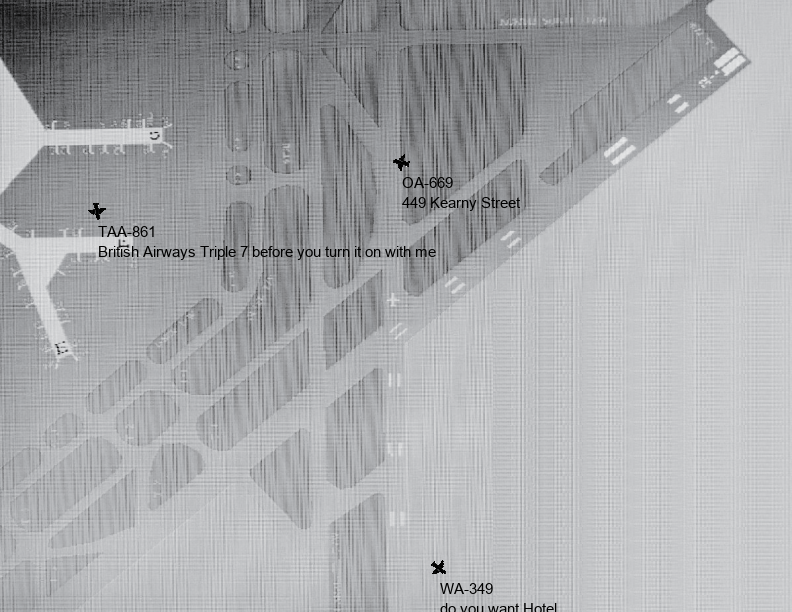 OA-669
449 Kearny Street
TAA-861
British Airways Triple 7 before you turn it on with me
WA-349
do you want Hotel